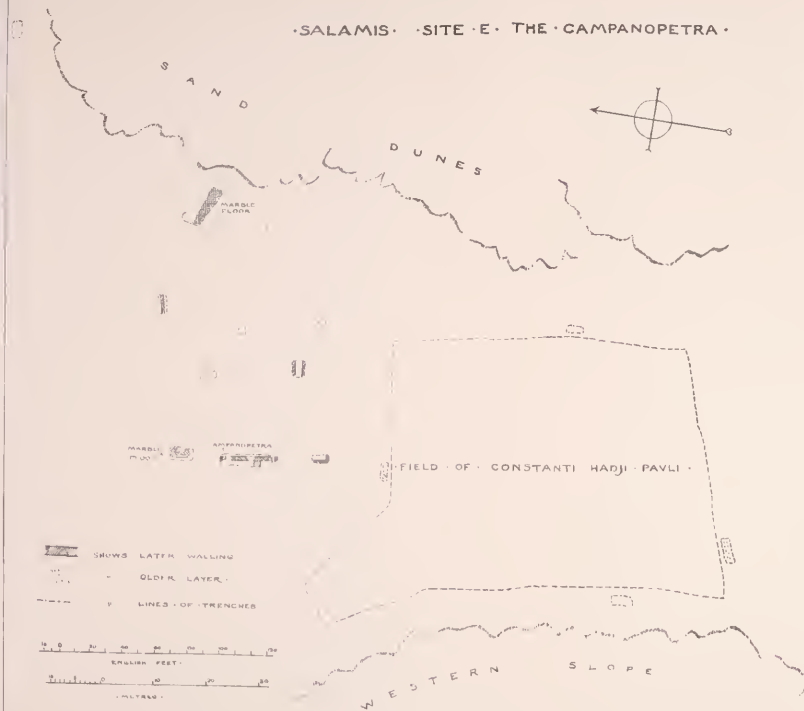 ·SALAMIS· ·SITE·E· THE·CAMPANOPETRA·
SAND
DUNES
MARBLE
FLOOR
MARBLE
·FIELD·OF·CONSTANTI HADJI·PAVLI·
SHOWS LATER WALLING
" OLDER LAYER·
" LINES·OF·TRENCHES
ENGLISH FEET·
·METRES·
WESTERN SLOPE